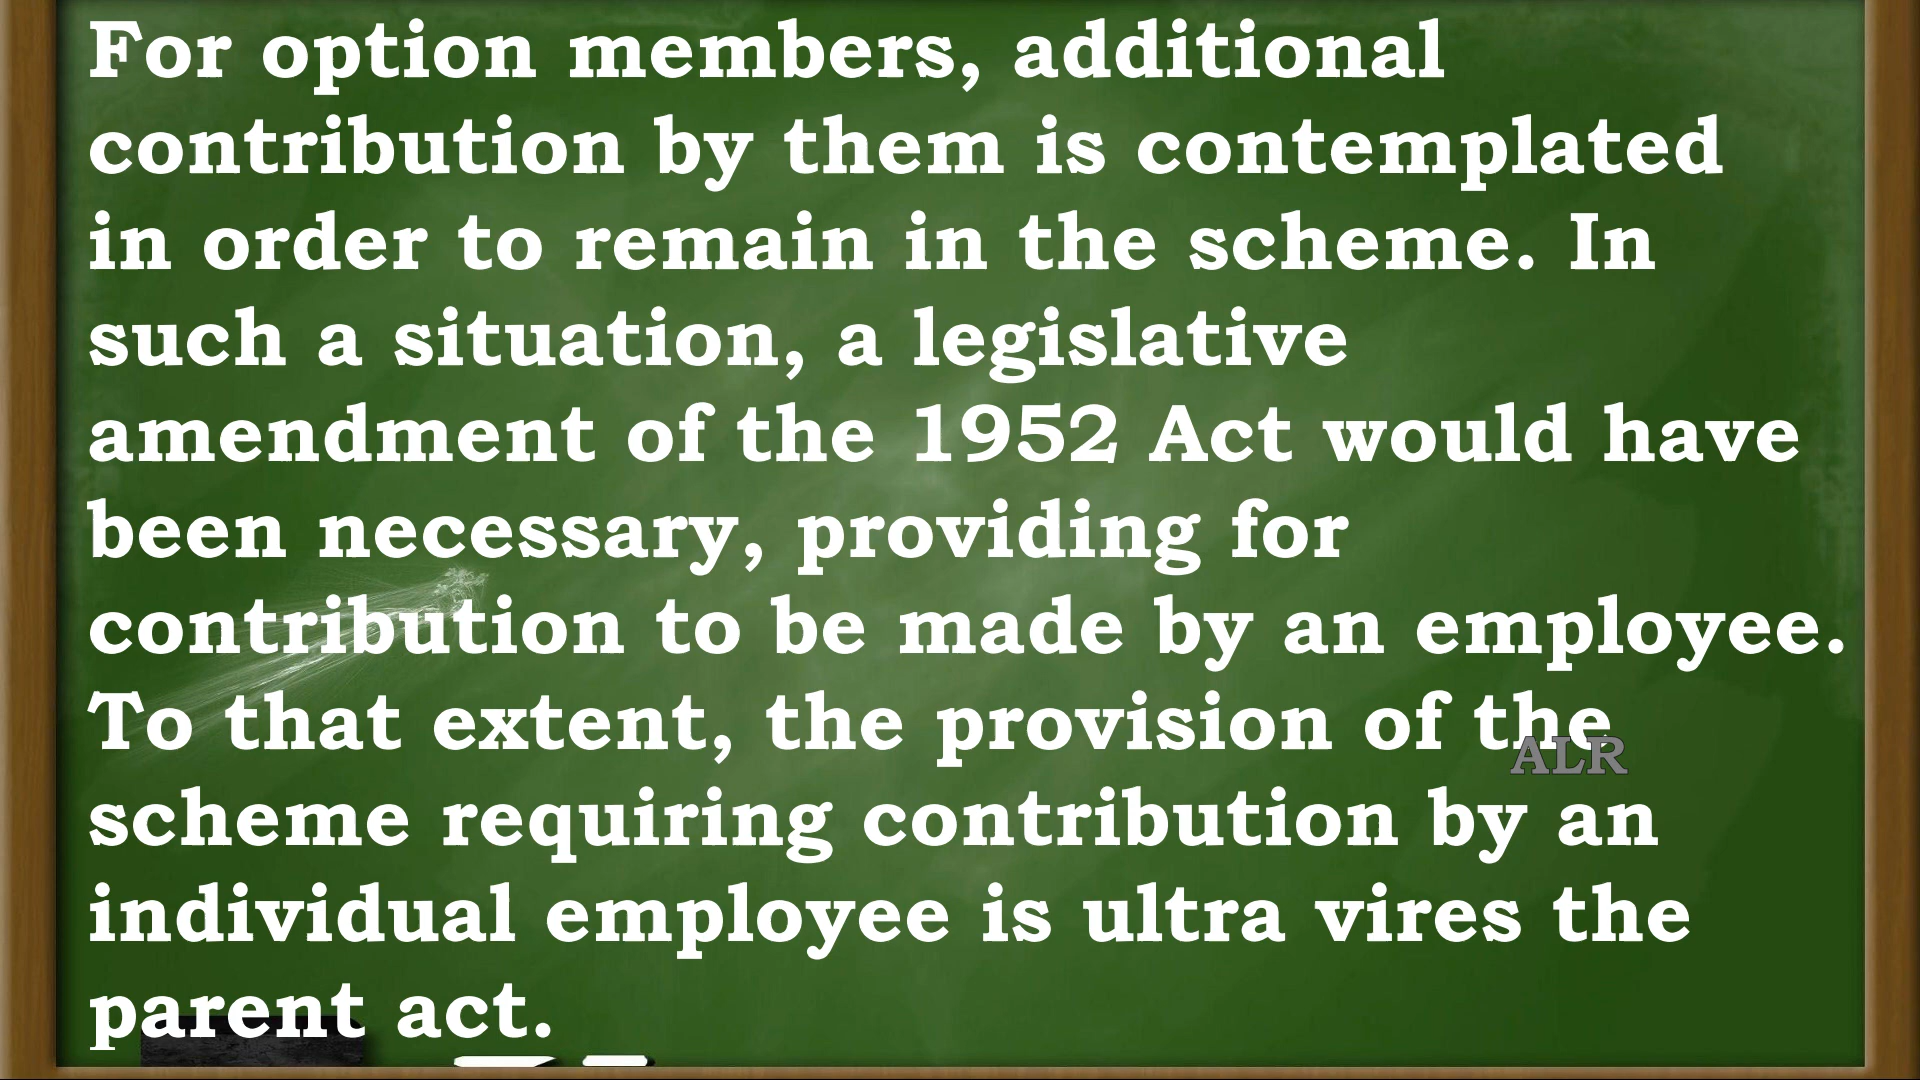 For option members, additional
contribution by them is contemplated
in order to remain in the scheme. In
such a situation, a legislative
amendment of the 1952 Act would have
been necessary, providing for
contribution to be made by an employee.
To that extent, the provision of the
ALR
scheme requiring contribution by an
individual employee is ultra vires the
parent act.